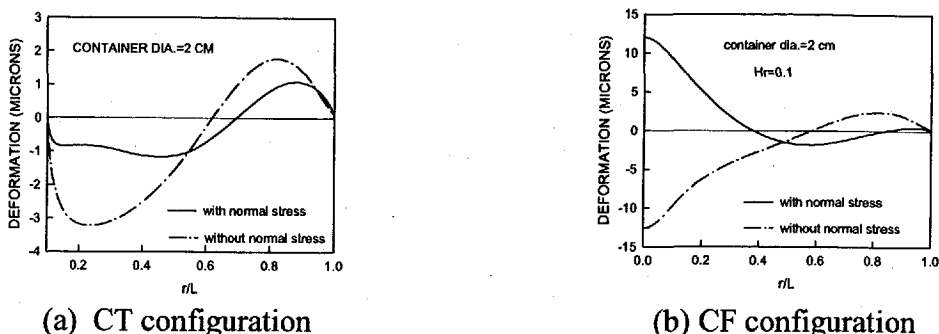 3
2
1
0
-1
-2
-3
-4
DEFORMATION (MICRONS)
CONTAINER DIA.=2 CM
with normal stress
without normal stress
0.2 0.4 0.6 0.8 1.0
r/L
(a) CT configuration
15
10
5
0
-5
-10
-15
DEFORMATION (MICRONS)
container dia.=2 cm
Hr=0.1
with normal stress
without normal stress
0.0 0.2 0.4 0.6 0.8 1.0
r/L
(b) CF configuration